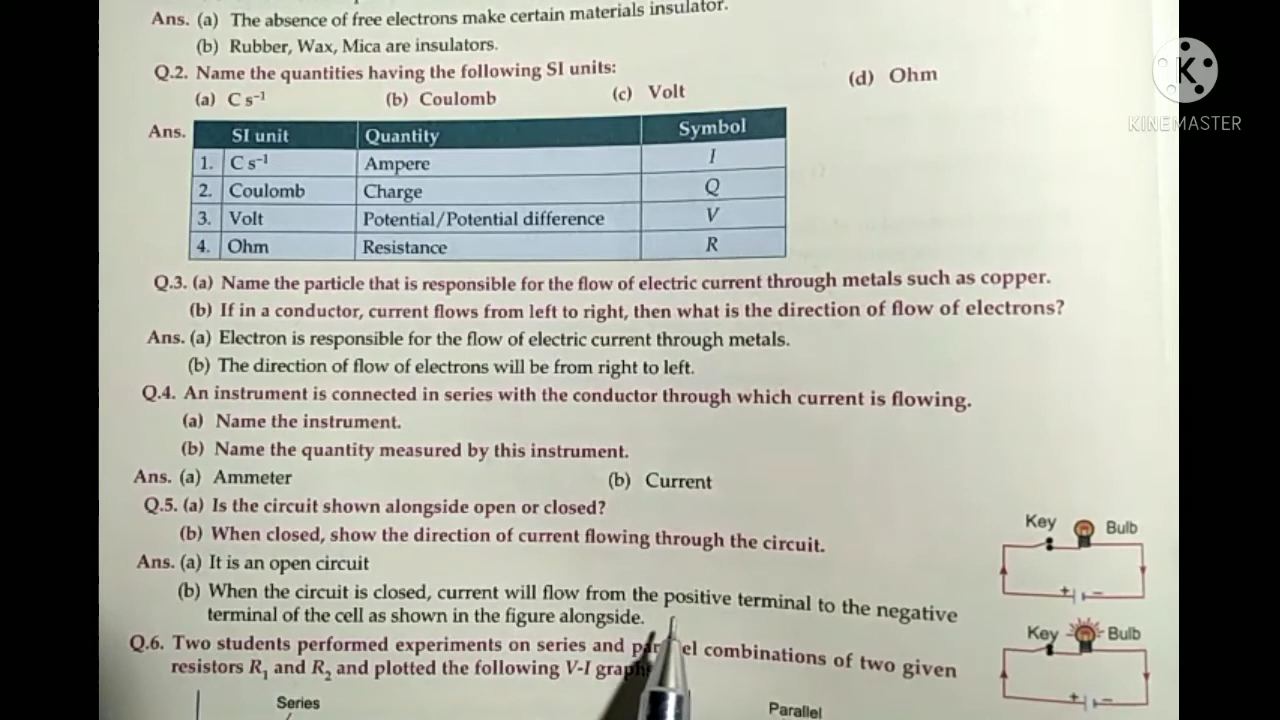 Ans. (a) The absence of free electrons make certain materials insulator.
(b) Rubber, Wax, Mica are insulators.
Q.2. Name the quantities having the following SI units:
(a) C s⁻¹ (b) Coulomb (c) Volt (d) Ohm
KINEMASTER
Ans. SI unit Quantity Symbol
1. C s⁻¹ Ampere I
2. Coulomb Charge Q
3. Volt Potential/Potential difference V
4. Ohm Resistance R
Q.3. (a) Name the particle that is responsible for the flow of electric current through metals such as copper.
(b) If in a conductor, current flows from left to right, then what is the direction of flow of electrons?
Ans. (a) Electron is responsible for the flow of electric current through metals.
(b) The direction of flow of electrons will be from right to left.
Q.4. An instrument is connected in series with the conductor through which current is flowing.
(a) Name the instrument.
(b) Name the quantity measured by this instrument.
Ans. (a) Ammeter (b) Current
Q.5. (a) Is the circuit shown alongside open or closed?
(b) When closed, show the direction of current flowing through the circuit.
Ans. (a) It is an open circuit
(b) When the circuit is closed, current will flow from the positive terminal to the negative
terminal of the cell as shown in the figure alongside.
Key Bulb
+ −
Key Bulb
+ −
Q.6. Two students performed experiments on series and combinations of two given
resistors R₁ and R₂ and plotted the following V-I
Series Parallel